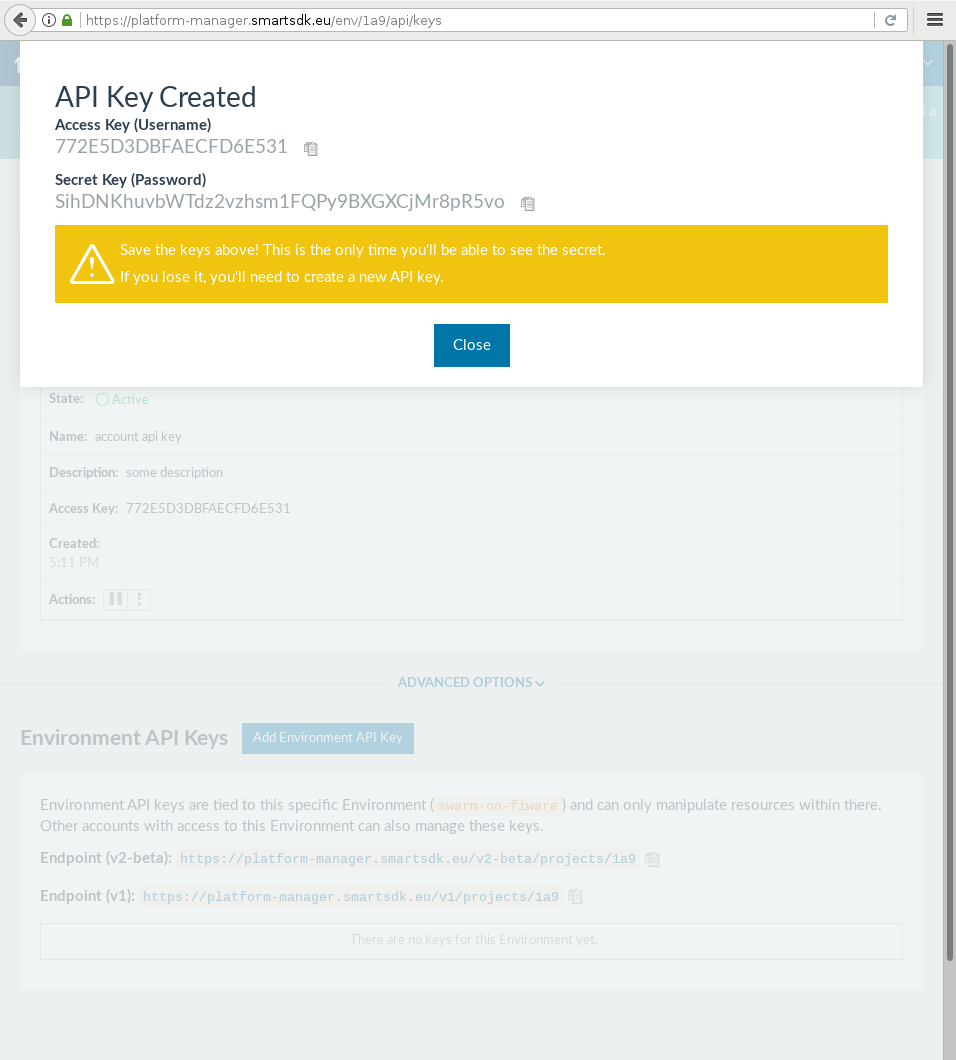 https://platform-manager.smartsdk.eu/env/1a9/api/keys
API Key Created
Access Key (Username)
772E5D3DBFAECFD6E531
Secret Key (Password)
SihDNKhuvbWTdz2vzhsm1FQPy9BXGXCjMr8pR5vo
Save the keys above! This is the only time you'll be able to see the secret.
If you lose it, you'll need to create a new API key.
Close
State: Active
Name: account api key
Description: some description
Access Key: 772E5D3DBFAECFD6E531
Created:
5:11 PM
Actions:
ADVANCED OPTIONS
Environment API Keys Add Environment API Key
Environment API keys are tied to this specific Environment (swarm-on-fiware) and can only manipulate resources within there.
Other accounts with access to this Environment can also manage these keys.
Endpoint (v2-beta): https://platform-manager.smartsdk.eu/v2-beta/projects/1a9
Endpoint (v1): https://platform-manager.smartsdk.eu/v1/projects/1a9
There are no keys for this Environment yet.